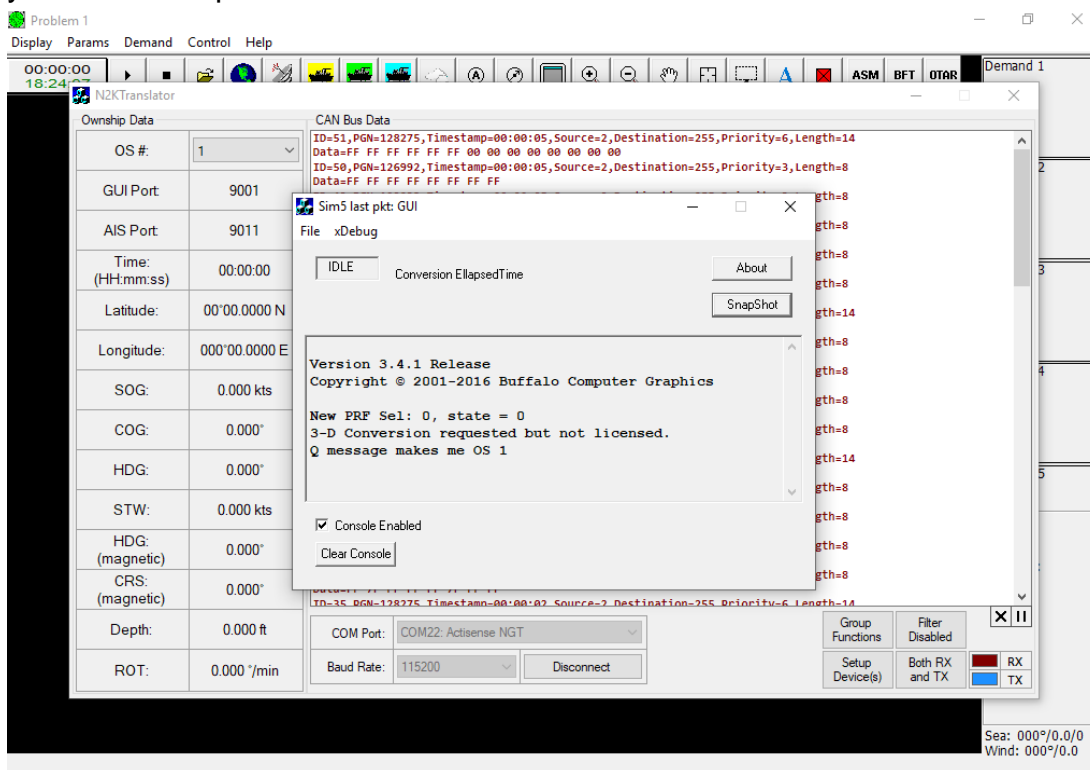 Problem 1
Display Params Demand Control Help
00:00:00
ASM BFT OTAR
Demand 1
N2KTranslator
Ownship Data
CAN Bus Data
OS #: 1
GUI Port: 9001
AIS Port: 9011
Time:
(HH:mm:ss)
00:00:00
Latitude: 00°00.0000 N
Longitude: 000°00.0000 E
SOG: 0.000 kts
COG: 0.000°
HDG: 0.000°
STW: 0.000 kts
HDG:
(magnetic)
0.000°
CRS:
(magnetic)
0.000°
Depth: 0.000 ft
ROT: 0.000 °/min
ID=51,PGN=128275,Timestamp=00:00:05,Source=2,Destination=255,Priority=6,Length=14
Data=FF FF FF FF FF FF 00 00 00 00 00 00 00 00
ID=50,PGN=126992,Timestamp=00:00:05,Source=2,Destination=255,Priority=3,Length=8
Data=FF FF FF FF FF FF FF FF
gth=8
gth=8
gth=8
gth=8
gth=14
gth=8
gth=8
gth=8
gth=8
gth=14
gth=8
gth=8
gth=8
gth=8
ID=35,PGN=128275,Timestamp=00:00:02,Source=2,Destination=255,Priority=6,Length=14
Sim5 last pkt: GUI
File xDebug
IDLE
Conversion EllapsedTime
About
SnapShot
Version 3.4.1 Release
Copyright © 2001-2016 Buffalo Computer Graphics
New PRF Sel: 0, state = 0
3-D Conversion requested but not licensed.
Q message makes me OS 1
Console Enabled
Clear Console
COM Port: COM22: Actisense NGT
Baud Rate: 115200
Disconnect
Group
Functions
Filter
Disabled
Setup
Device(s)
Both RX
and TX
RX
TX
2
3
4
5
Sea: 000°/0.0/0
Wind: 000°/0.0